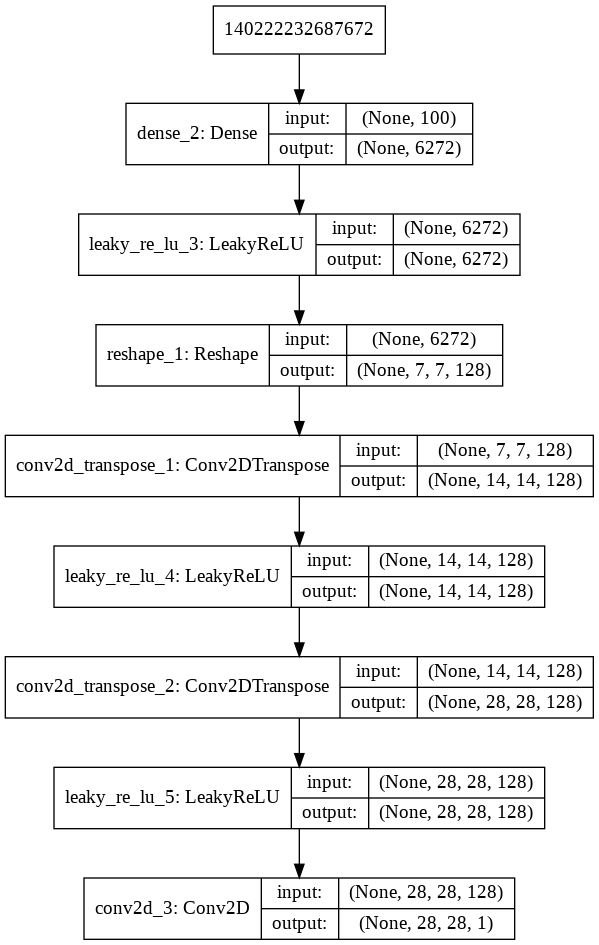 140222232687672
dense_2: Dense
input: (None, 100)
output: (None, 6272)
leaky_re_lu_3: LeakyReLU
input: (None, 6272)
output: (None, 6272)
reshape_1: Reshape
input: (None, 6272)
output: (None, 7, 7, 128)
conv2d_transpose_1: Conv2DTranspose
input: (None, 7, 7, 128)
output: (None, 14, 14, 128)
leaky_re_lu_4: LeakyReLU
input: (None, 14, 14, 128)
output: (None, 14, 14, 128)
conv2d_transpose_2: Conv2DTranspose
input: (None, 14, 14, 128)
output: (None, 28, 28, 128)
leaky_re_lu_5: LeakyReLU
input: (None, 28, 28, 128)
output: (None, 28, 28, 128)
conv2d_3: Conv2D
input: (None, 28, 28, 128)
output: (None, 28, 28, 1)